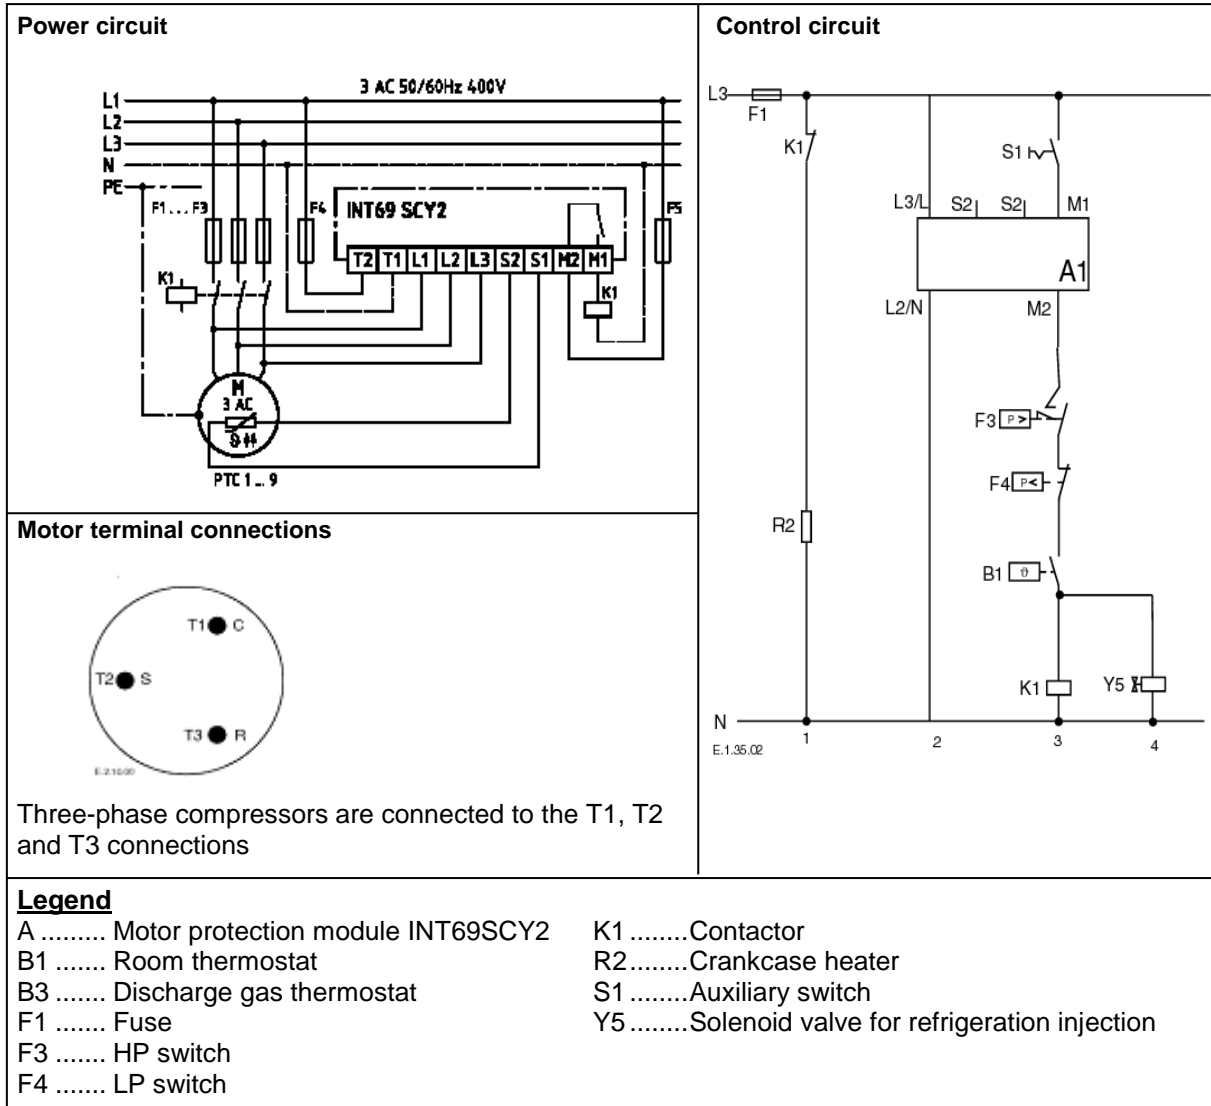 Power circuit
3 AC 50/60Hz 400V
L1
L2
L3
N
PE
F1...F3
F4
INT69 SCY2
F5
T2 T1 L1 L2 L3 S2 S1 M2 M1
K1
K1
M
3 AC
PTC 1... 9
Motor terminal connections
T1 C
T2 S
T3 R
Three-phase compressors are connected to the T1, T2
and T3 connections
Control circuit
L3
F1
K1
S1
L3/L S2 S2 M1
A1
L2/N M2
F3 P>
F4 P<
R2
B1
K1 Y5
N
E.1.35.02
1 2 3 4
Legend
A ......... Motor protection module INT69SCY2
B1 ....... Room thermostat
B3 ....... Discharge gas thermostat
F1 ....... Fuse
F3 ....... HP switch
F4 ....... LP switch
K1 ........Contactor
R2 ........Crankcase heater
S1 ........Auxiliary switch
Y5 ........Solenoid valve for refrigeration injection